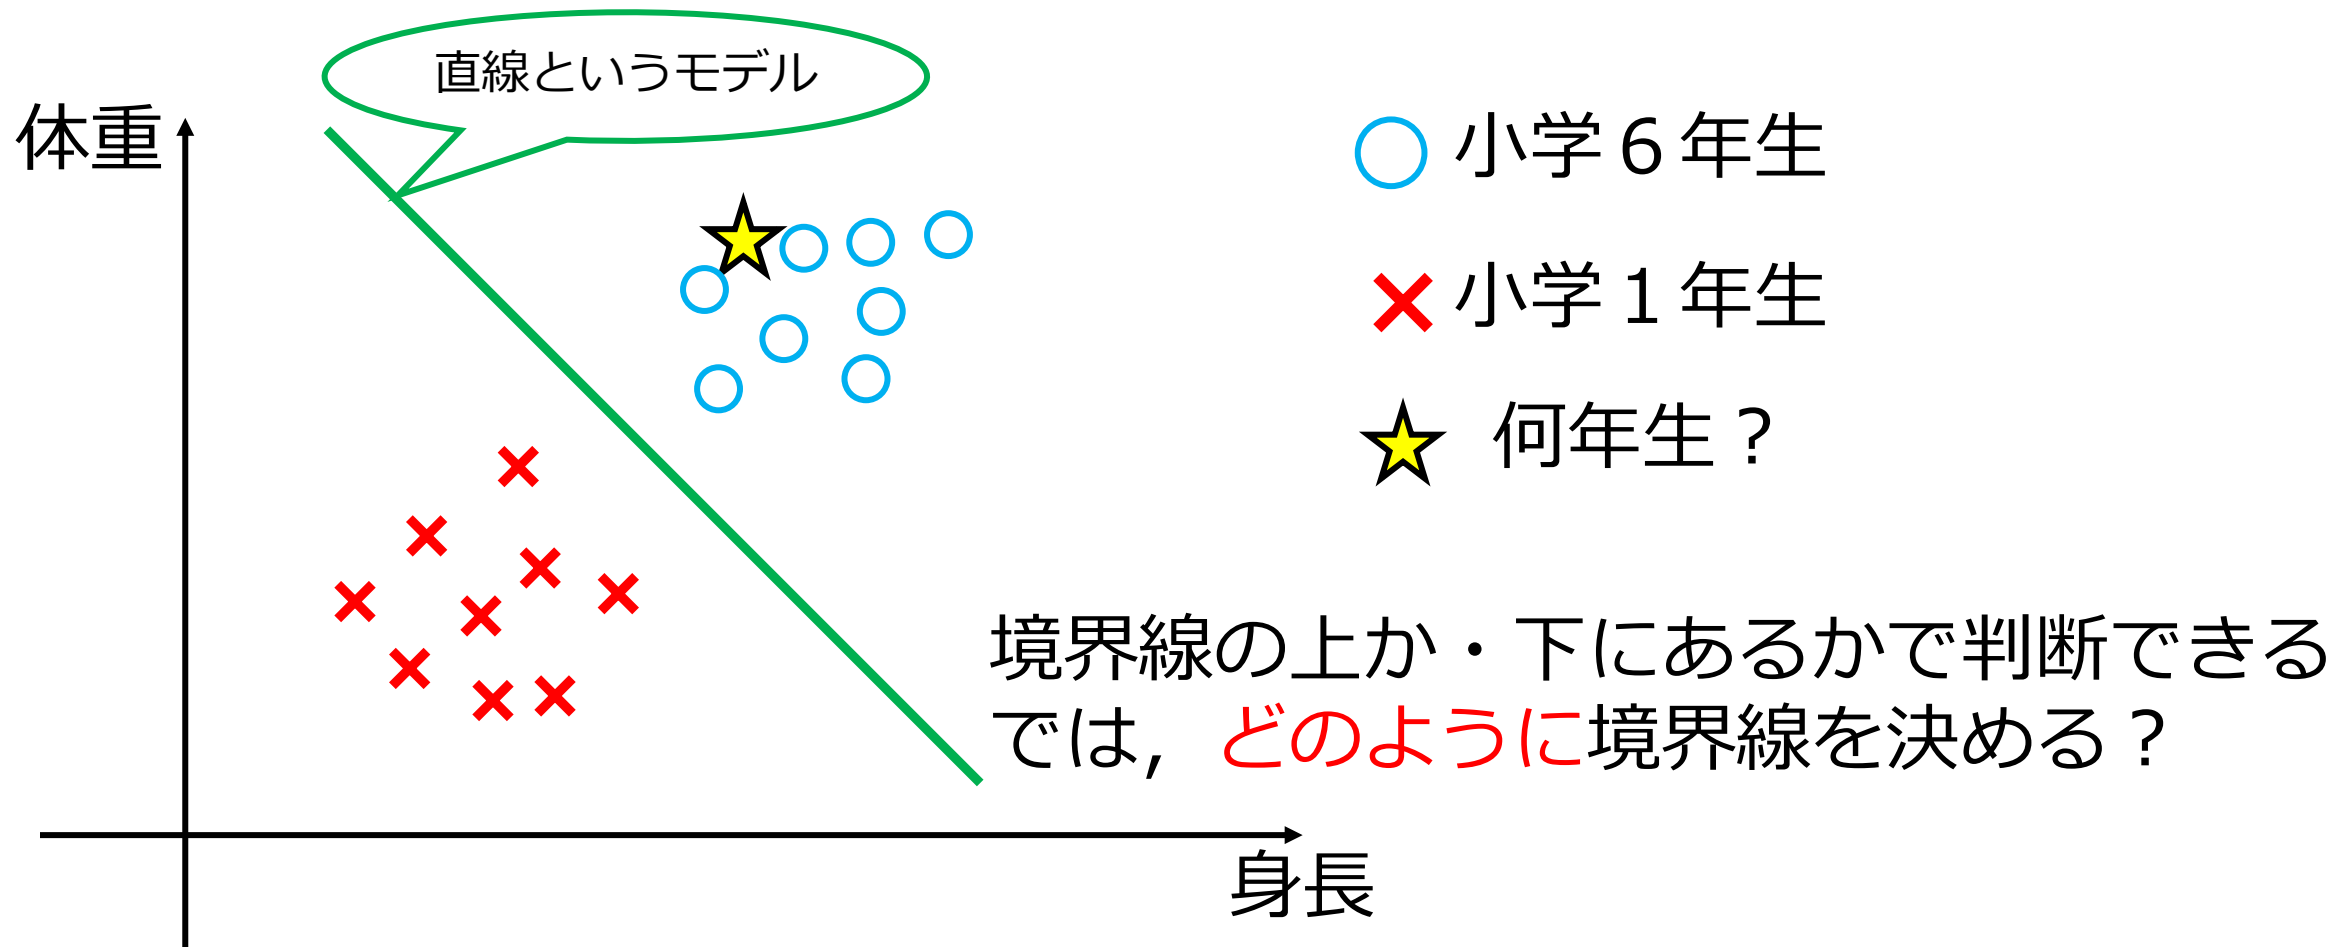 直線というモデル
体重
小学６年生
小学１年生
何年生？
境界線の上か・下にあるかで判断できる
では，どのように境界線を決める？
身長